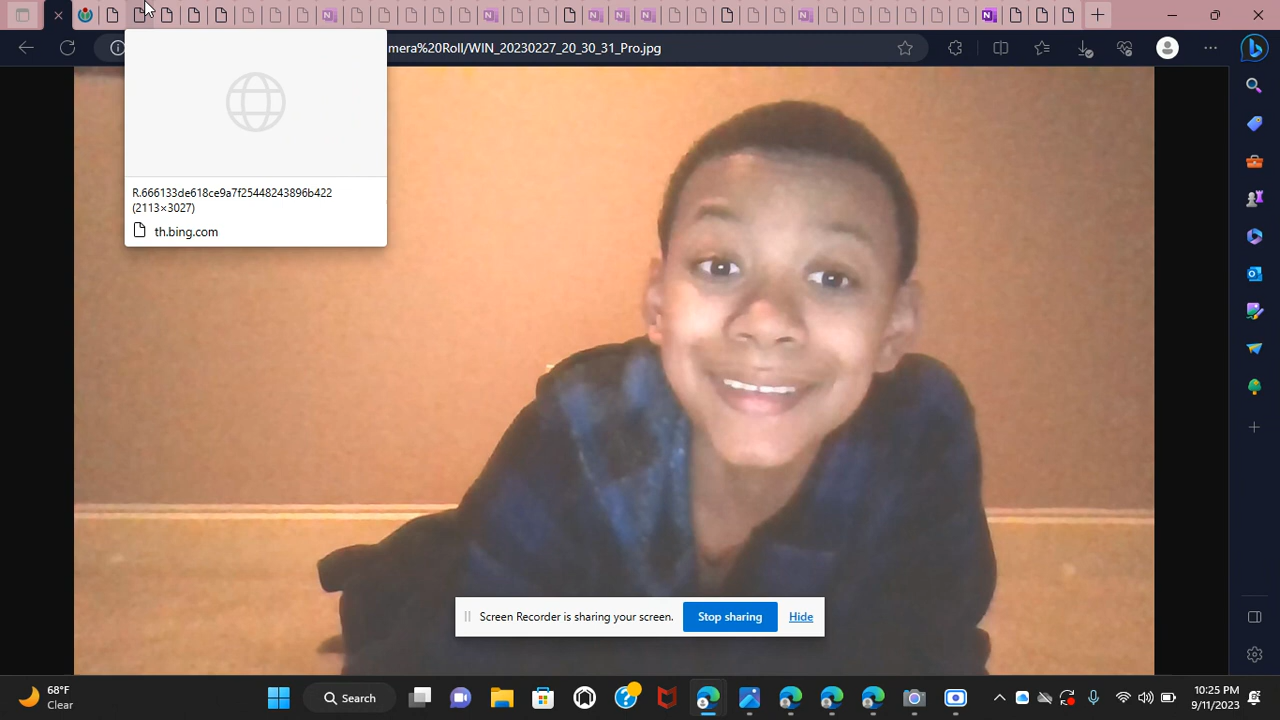 mera%20Roll/WIN_20230227_20_30_31_Pro.jpg
R.666133de618ce9a7f25448243896b422
(2113×3027)
th.bing.com
Screen Recorder is sharing your screen.
Stop sharing
Hide
68°F
Clear
Search
10:25 PM
9/11/2023